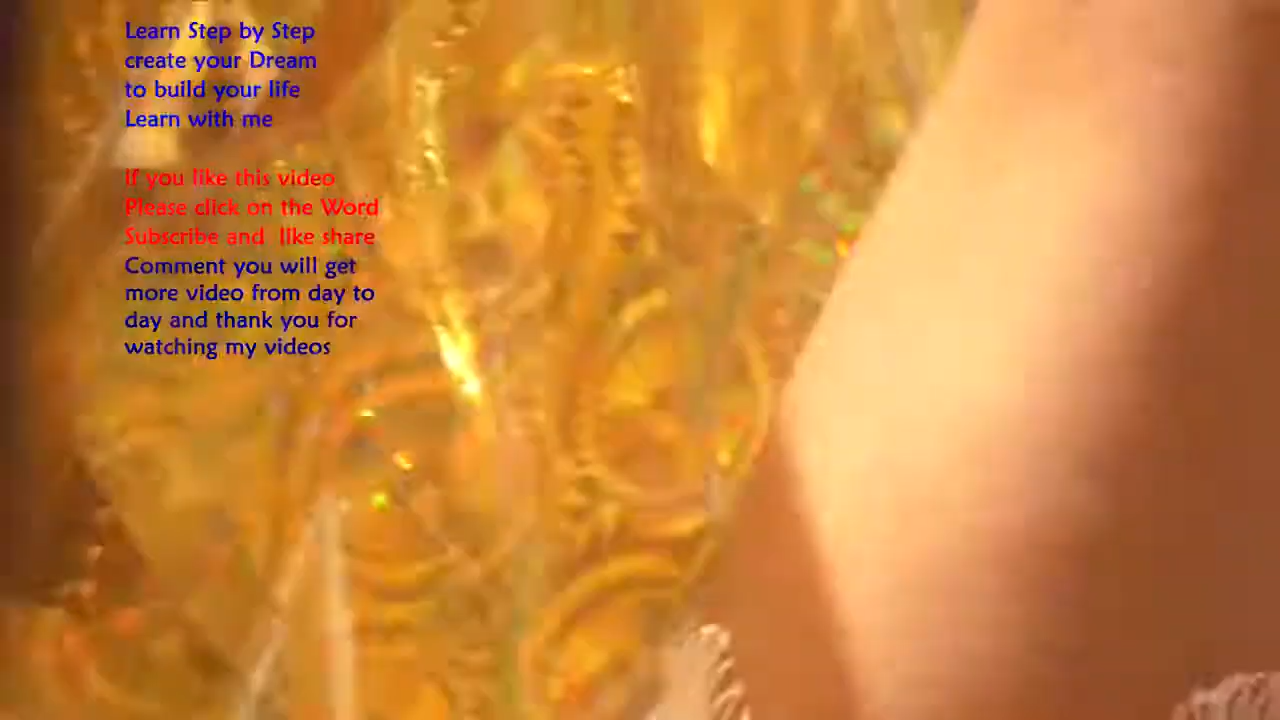 Learn Step by Step
create your Dream
to build your life
Learn with me
If you like this video
Please click on the Word
Subscribe and like share
Comment you will get
more video from day to
day and thank you for
watching my videos